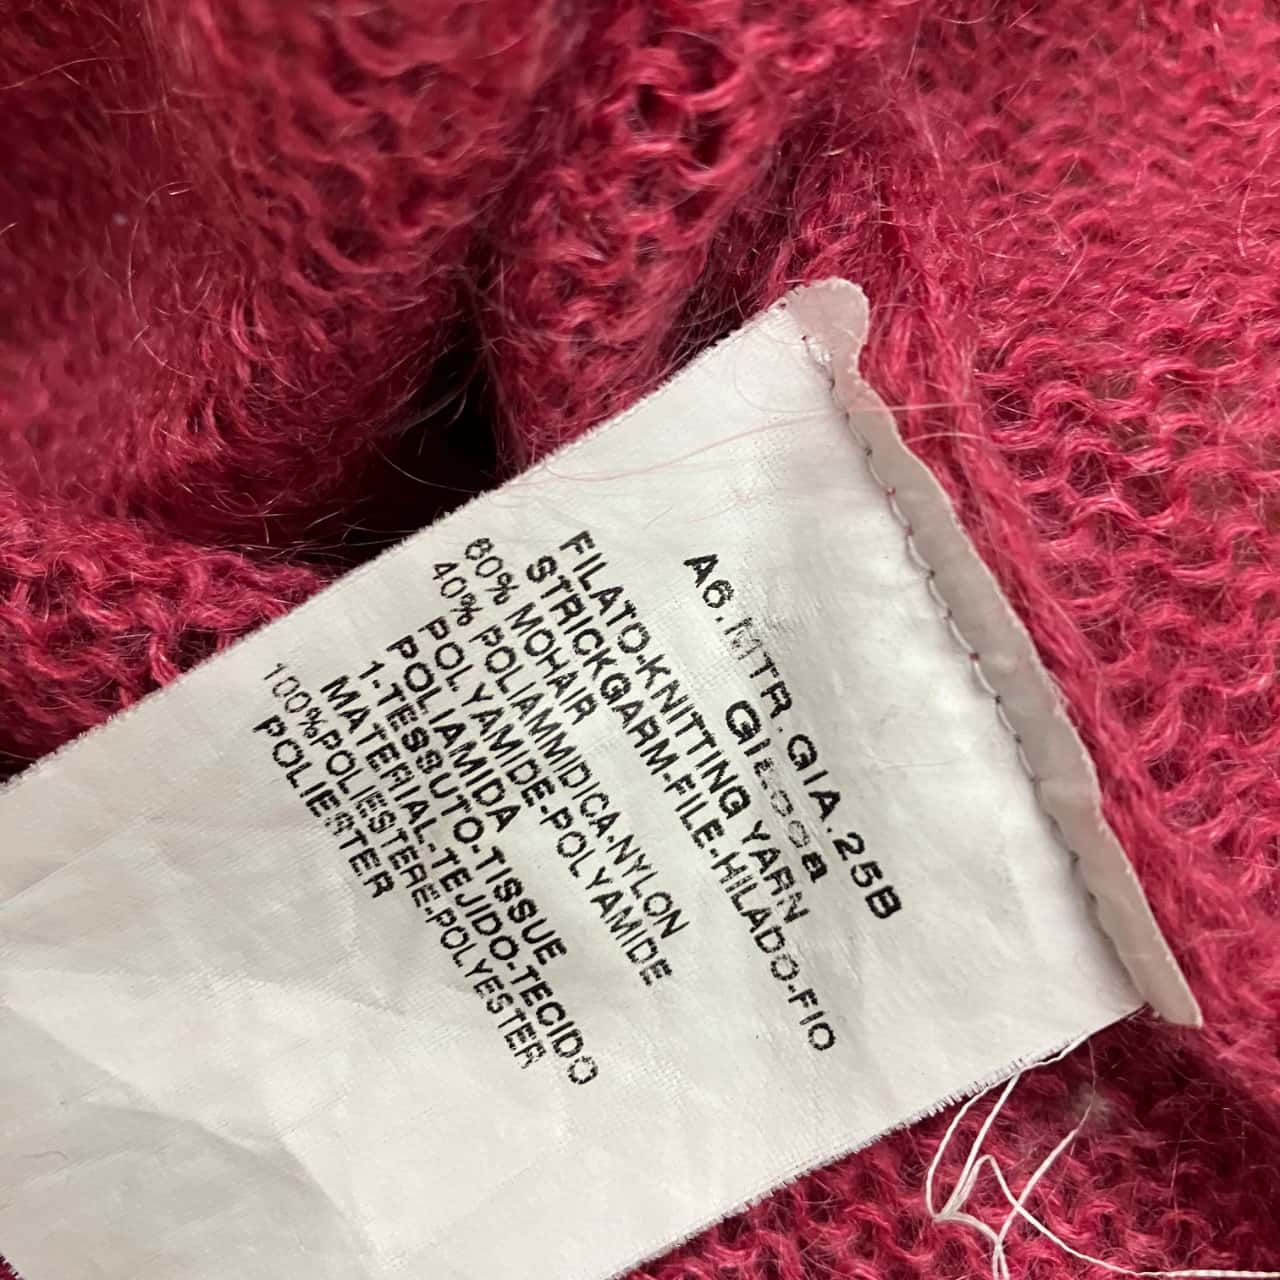 A6.MTR.GIA.25B
FILATO-KNITTING YARN
STRICKGARM-FILE-HILADO-FIO
60% MOHAIR
40% POLIAMMIDICA-NYLON
POLYAMIDE-POLYAMIDE
POLIAMIDA
1-TESSUTO-TISSUE
MATERIAL-TEJIDO-TECIDO
100%POLIESTERE-POLYESTER
POLIESTER